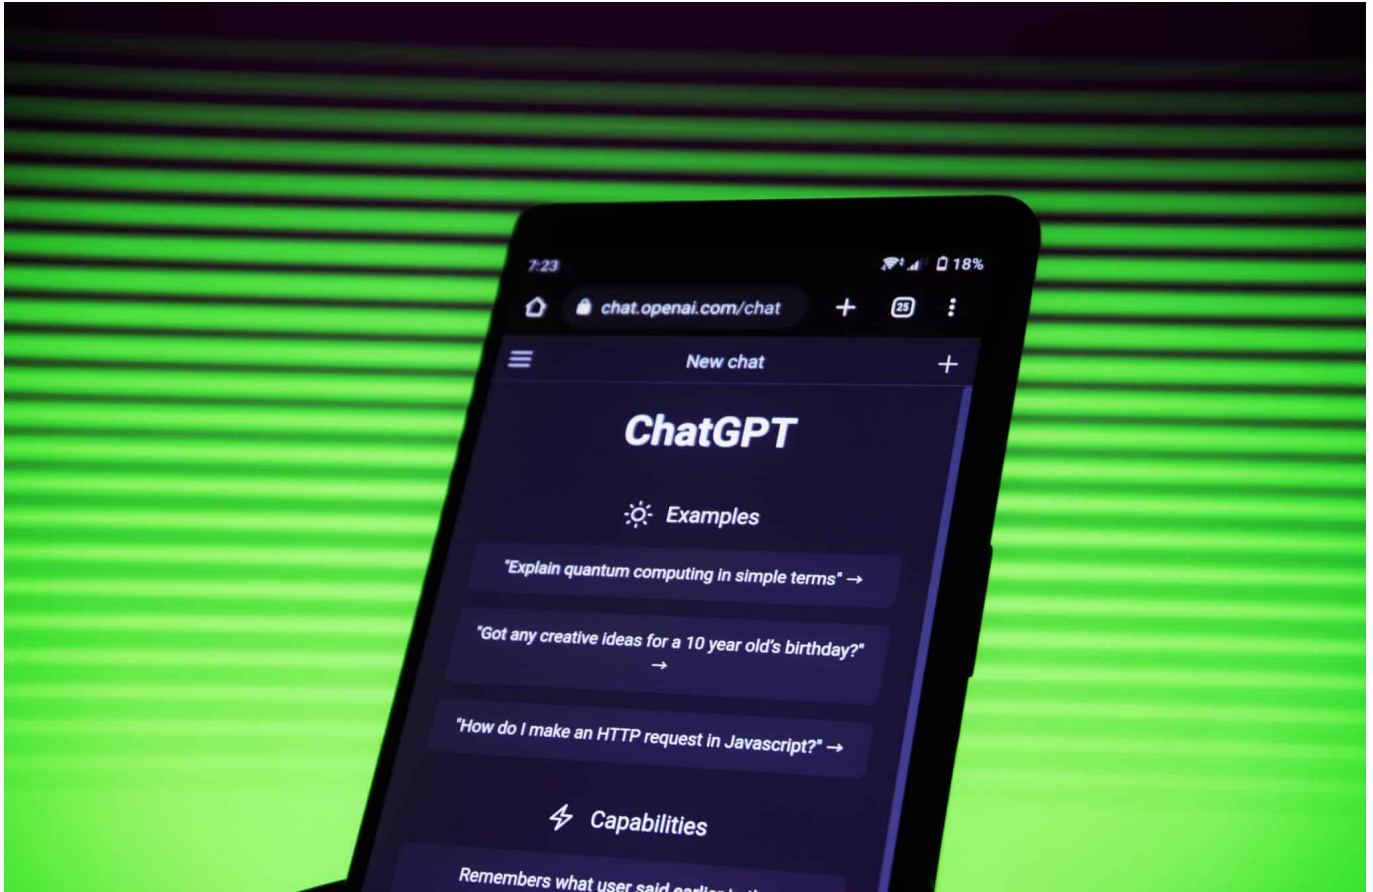 7:23
18%
chat.openai.com/chat
25
New chat
ChatGPT
Examples
"Explain quantum computing in simple terms" →
"Got any creative ideas for a 10 year old's birthday?"
→
"How do I make an HTTP request in Javascript?" →
Capabilities
Remembers what user said earlier